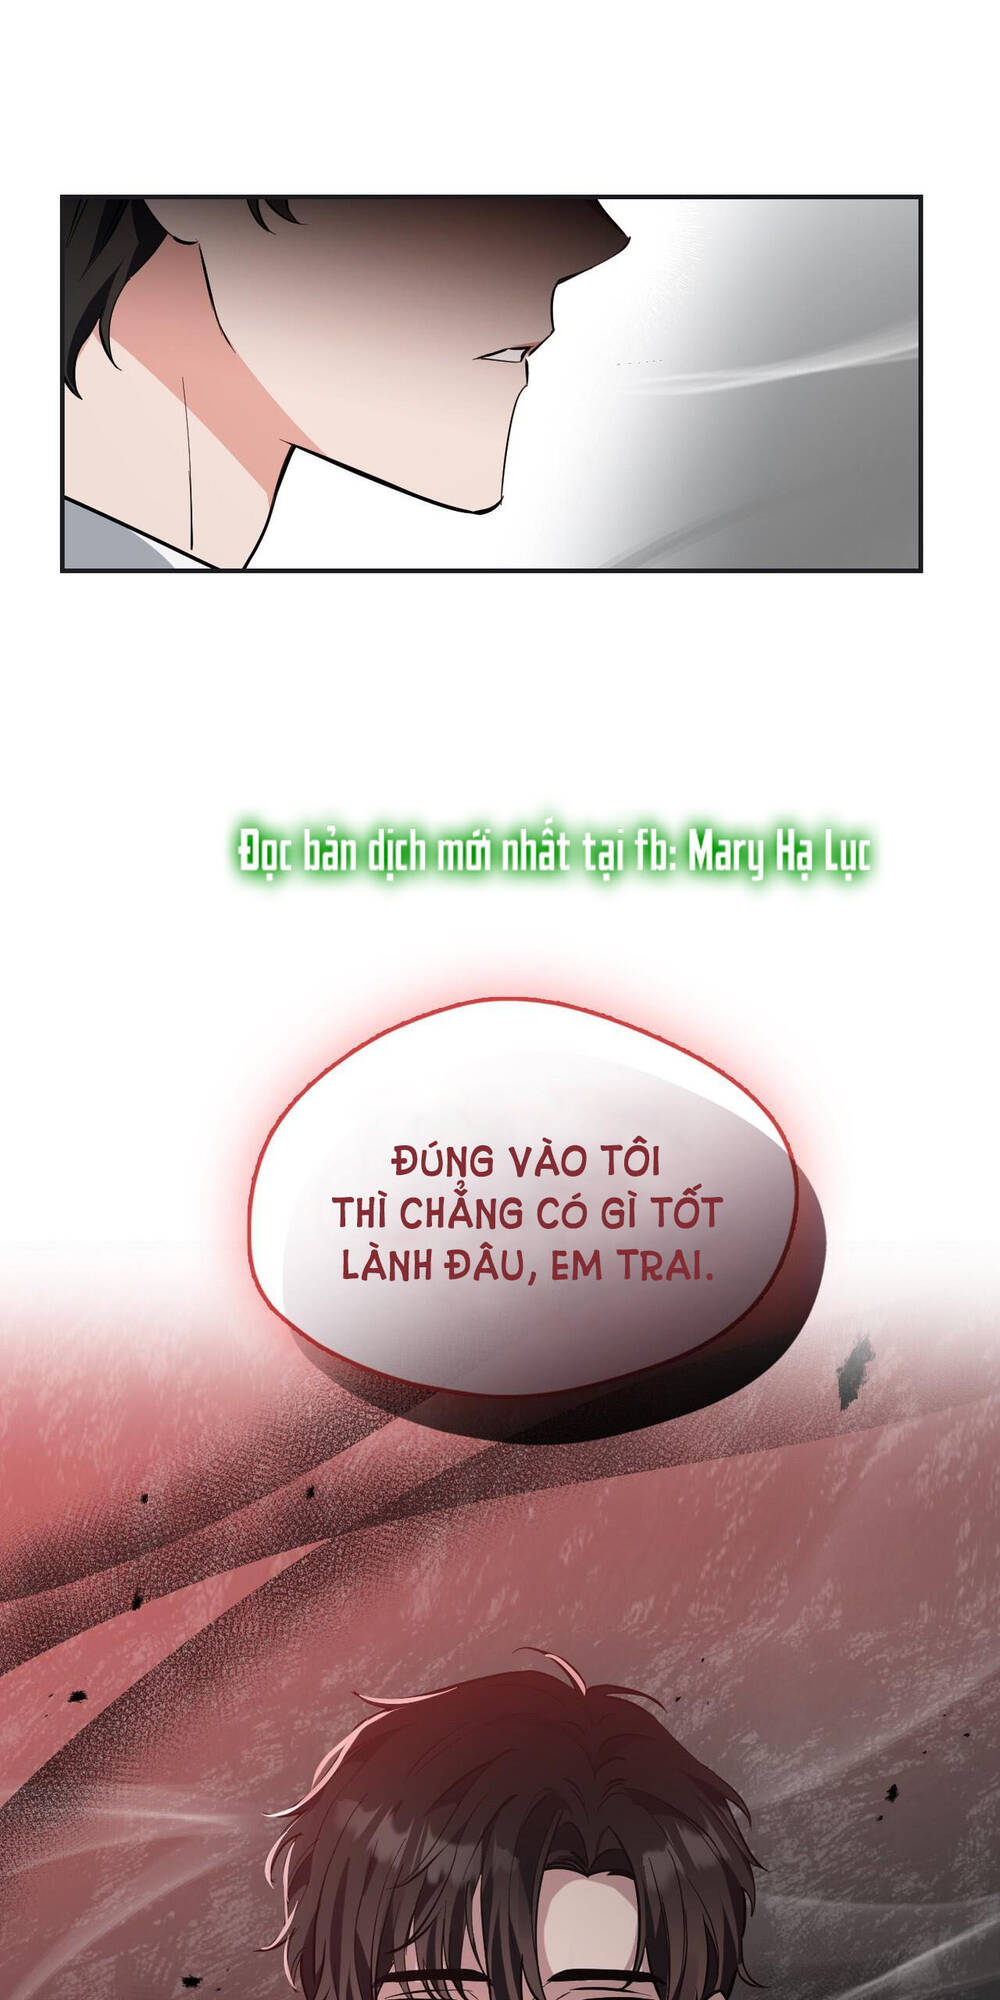 Đọc bản dịch mới nhất tại fb: Mary Hạ Lục
ĐÚNG VÀO TÔI
THÌ CHẲNG CÓ GÌ TỐT
LÀNH ĐÂU, EM TRAI.